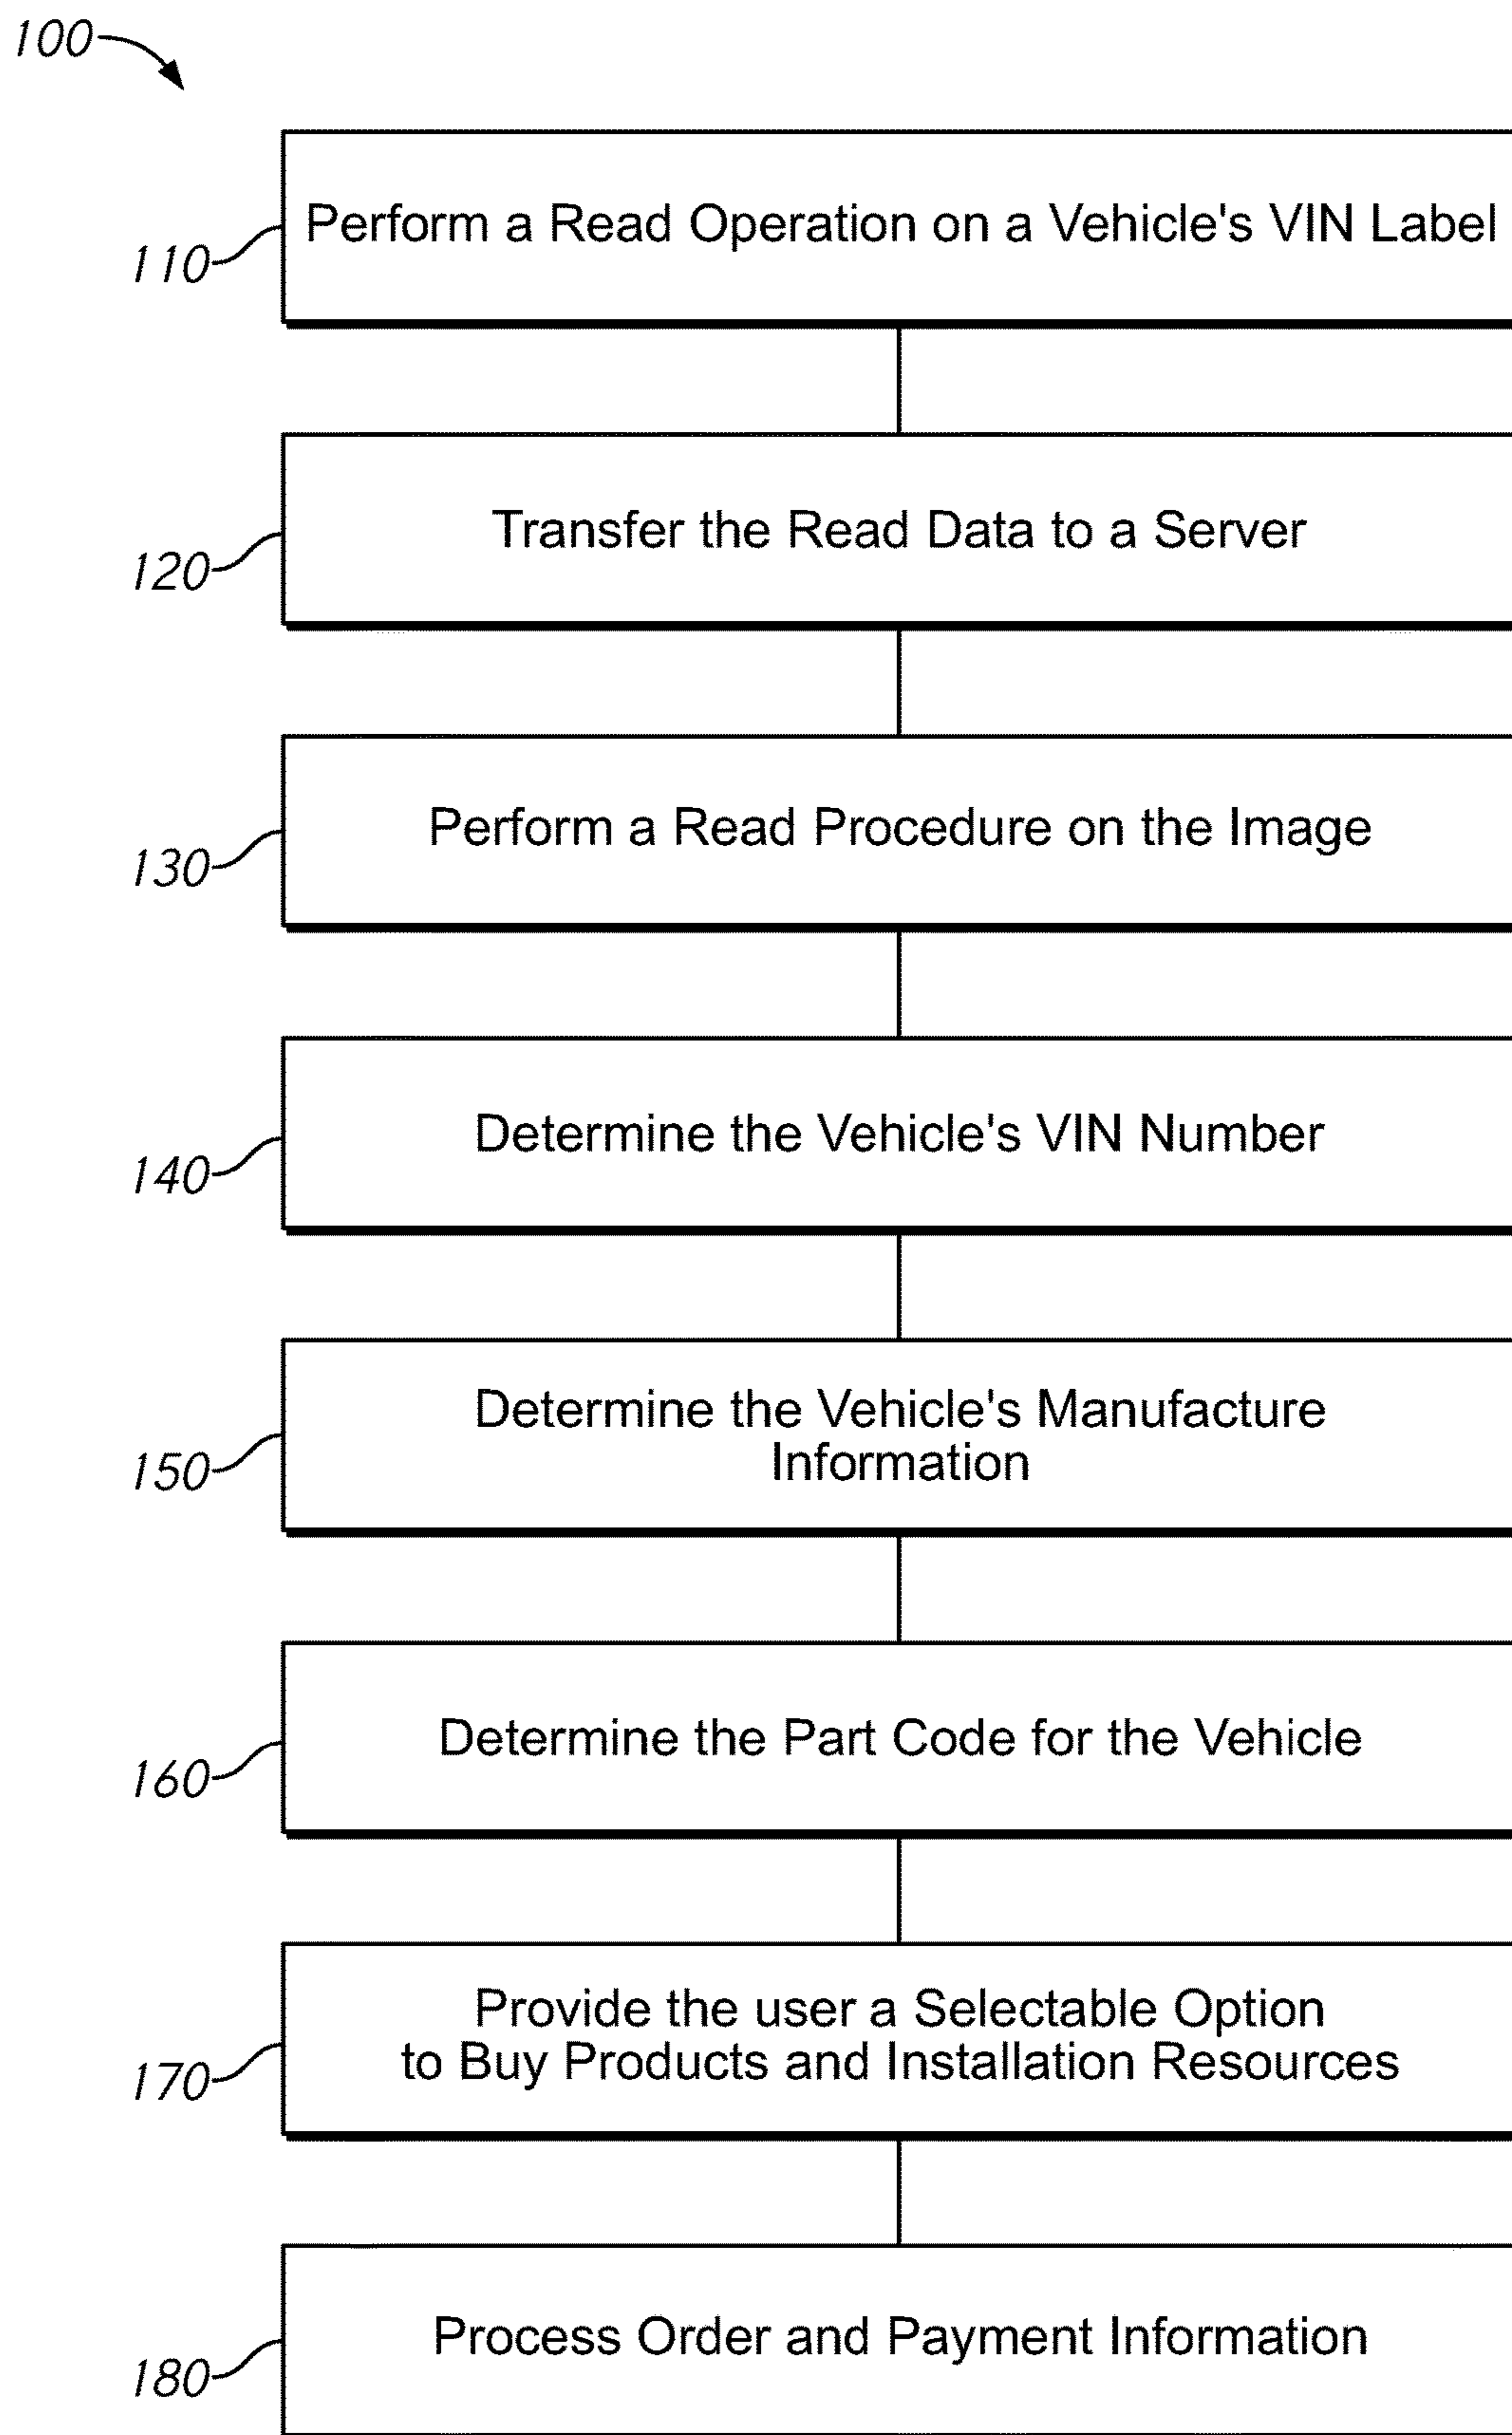 100
Perform a Read Operation on a Vehicle's VIN Label
110
Transfer the Read Data to a Server
120
Perform a Read Procedure on the Image
130
Determine the Vehicle's VIN Number
140
Determine the Vehicle's Manufacture
Information
150
Determine the Part Code for the Vehicle
160
Provide the user a Selectable Option
to Buy Products and Installation Resources
170
Process Order and Payment Information
180